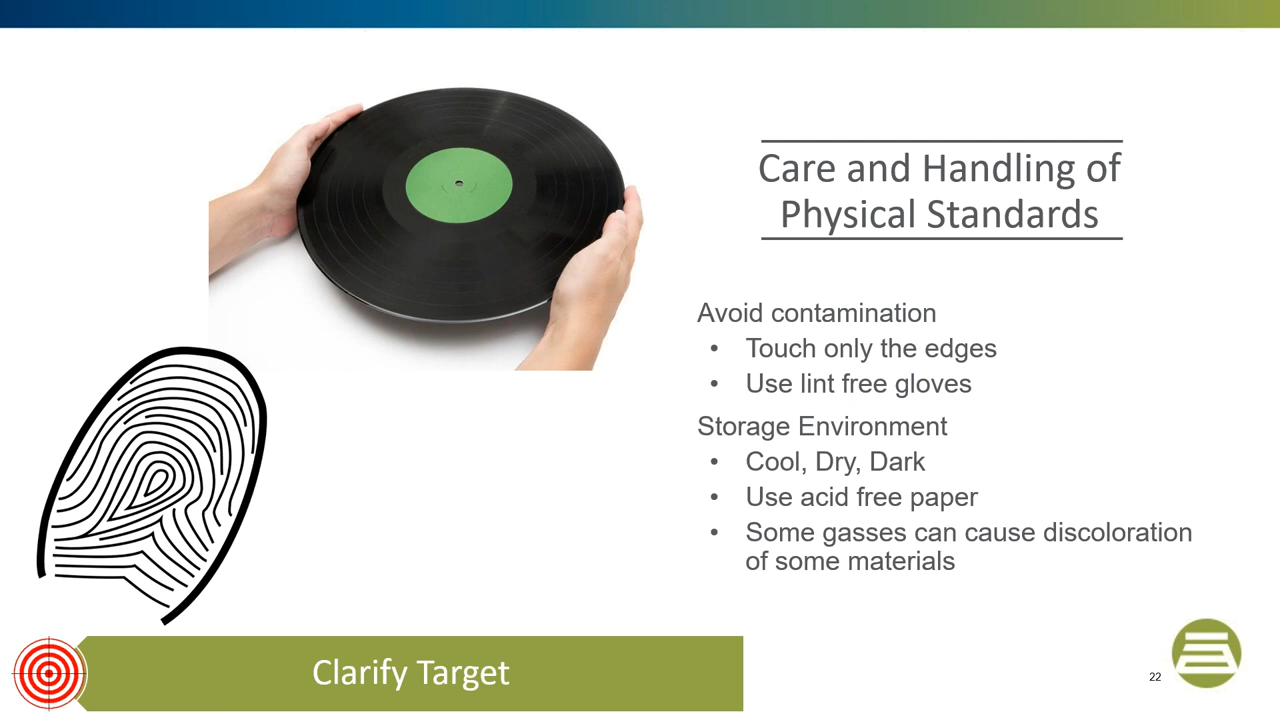 Care and Handling of
Physical Standards
Avoid contamination
• Touch only the edges
• Use lint free gloves
Storage Environment
• Cool, Dry, Dark
• Use acid free paper
• Some gasses can cause discoloration
of some materials
Clarify Target
22